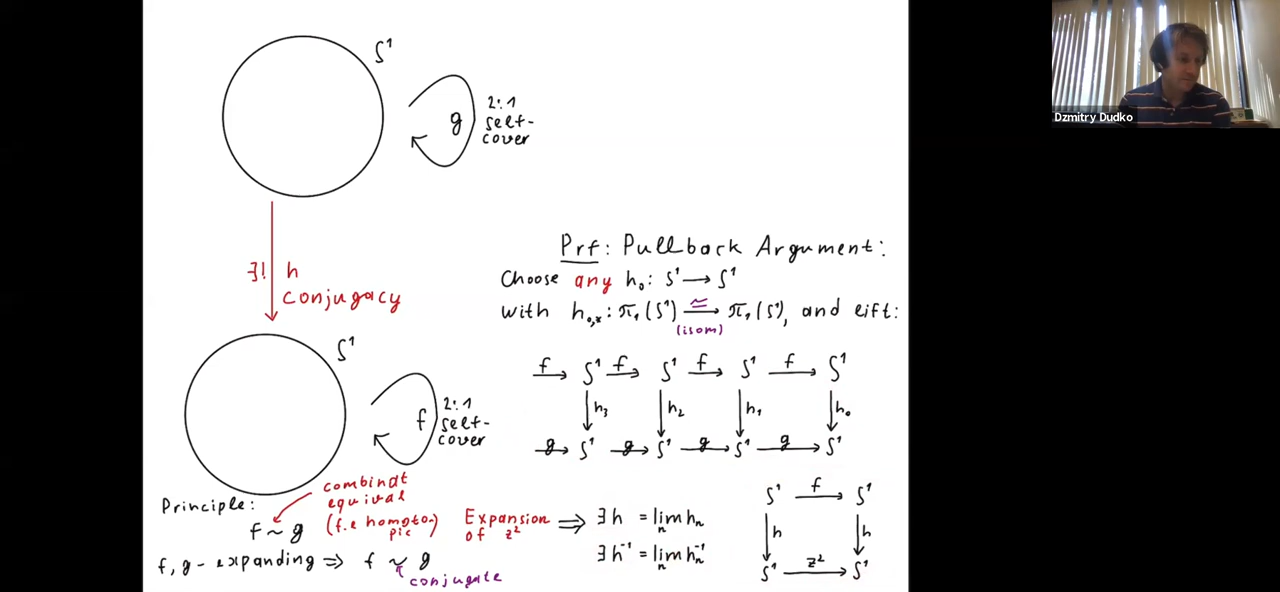 S¹
g
2:1
self-
cover
∃! h
conjugacy
S¹
f
2:1
self-
cover
Prf: Pullback Argument:
Choose any h₀: S¹ → S¹
with h₀,*: π₁(S¹) ≃→ π₁(S¹), and lift:
(isom)
f→ S¹ f→ S¹ f→ S¹ f→ S¹
↓h₃ ↓h₂ ↓h₁ ↓h₀
g→ S¹ g→ S¹ g→ S¹ g→ S¹
Principle:
combinat
equival
(f.e homoto-
pic)
f ~ g
f, g - expanding ⇒ f ~ g
conjugate
Expansion
of z²
⇒ ∃ h = lim hₙ
n
∃ h⁻¹ = lim hₙ⁻¹
n
S¹ f→ S¹
↓h ↓h
S¹ z²→ S¹
Dzmitry Dudko